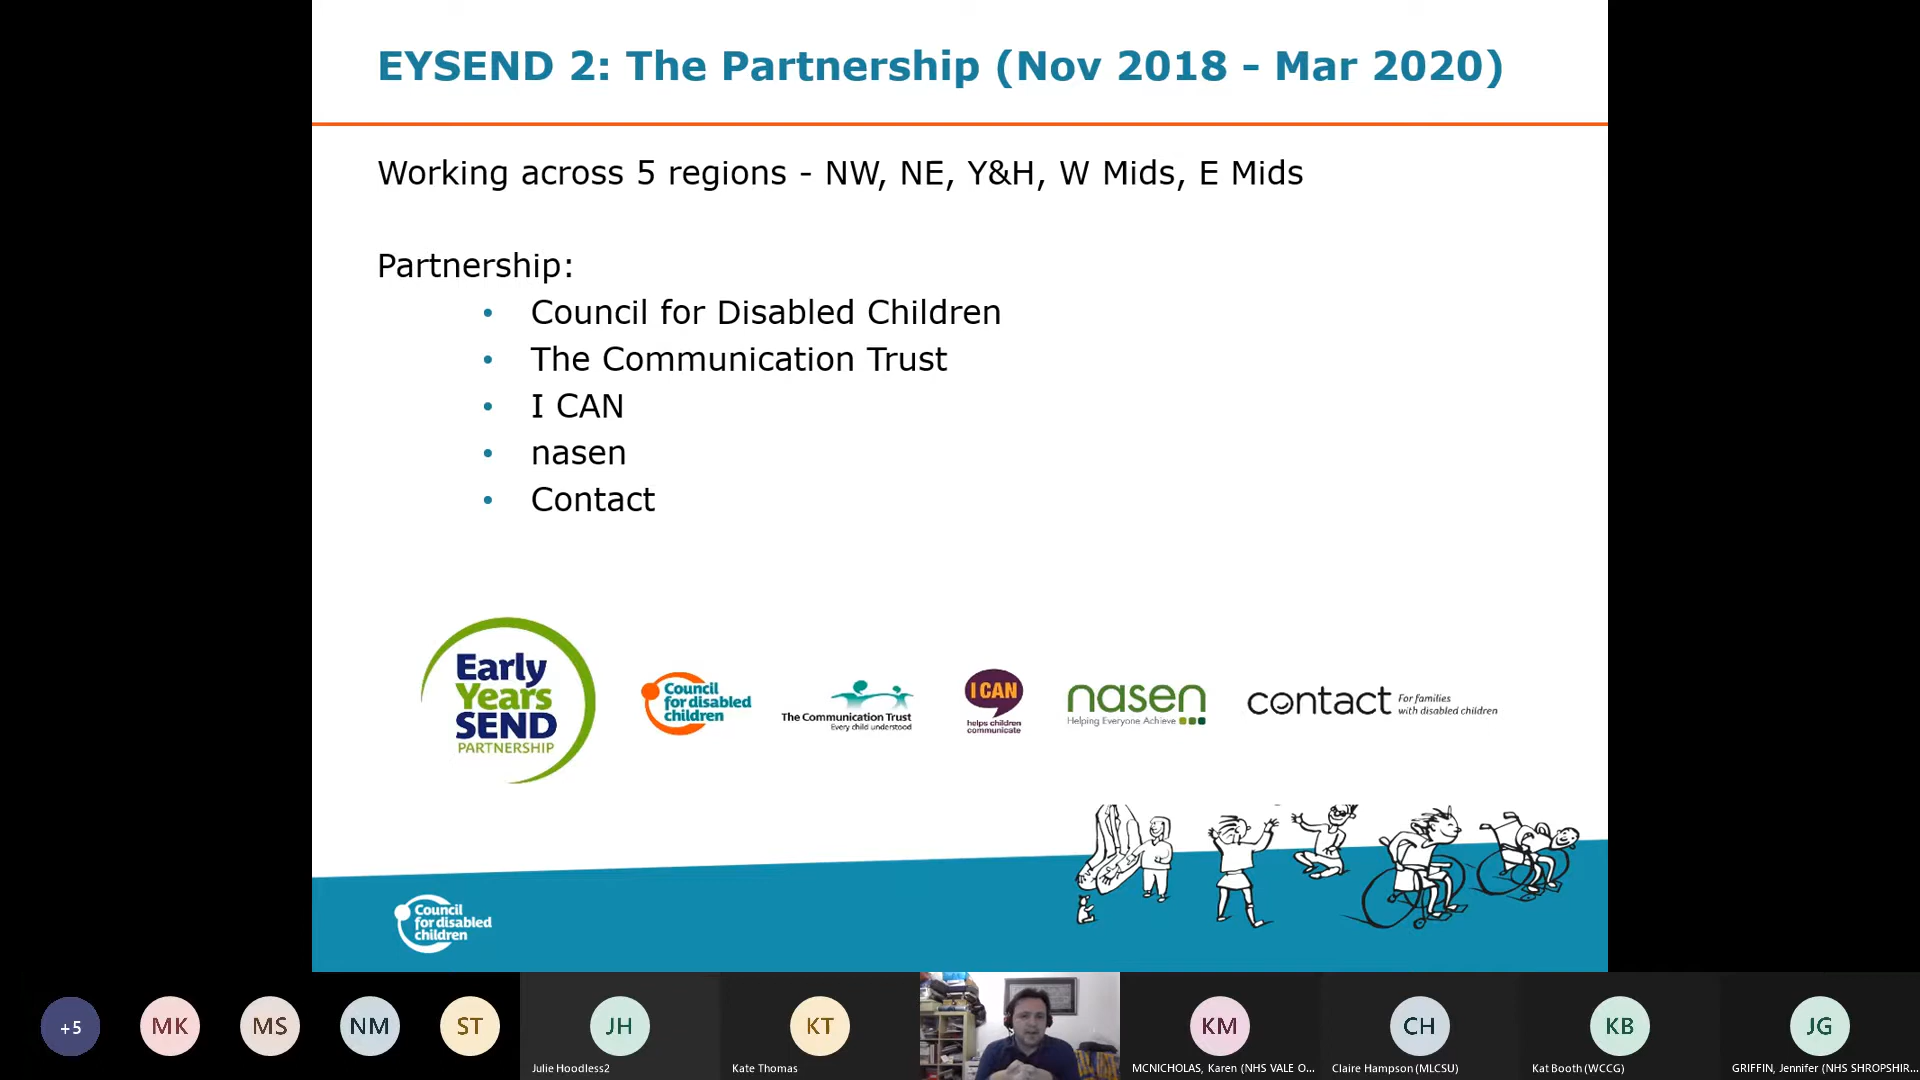 EYSEND 2: The Partnership (Nov 2018 - Mar 2020)
Working across 5 regions - NW, NE, Y&H, W Mids, E Mids
Partnership:
• Council for Disabled Children
• The Communication Trust
• I CAN
• nasen
• Contact
Early
Years
SEND
PARTNERSHIP
Council
for disabled
children
The Communication Trust
Every child understood
I CAN
helps children
communicate
nasen
Helping Everyone Achieve
contact
For families
with disabled children
Council
for disabled
children
+5
MK
MS
NM
ST
JH
KT
KM
CH
KB
JG
Julie Hoodless2
Kate Thomas
MCNICHOLAS, Karen (NHS VALE O...
Claire Hampson (MLCSU)
Kat Booth (WCCG)
GRIFFIN, Jennifer (NHS SHROPSHIR...